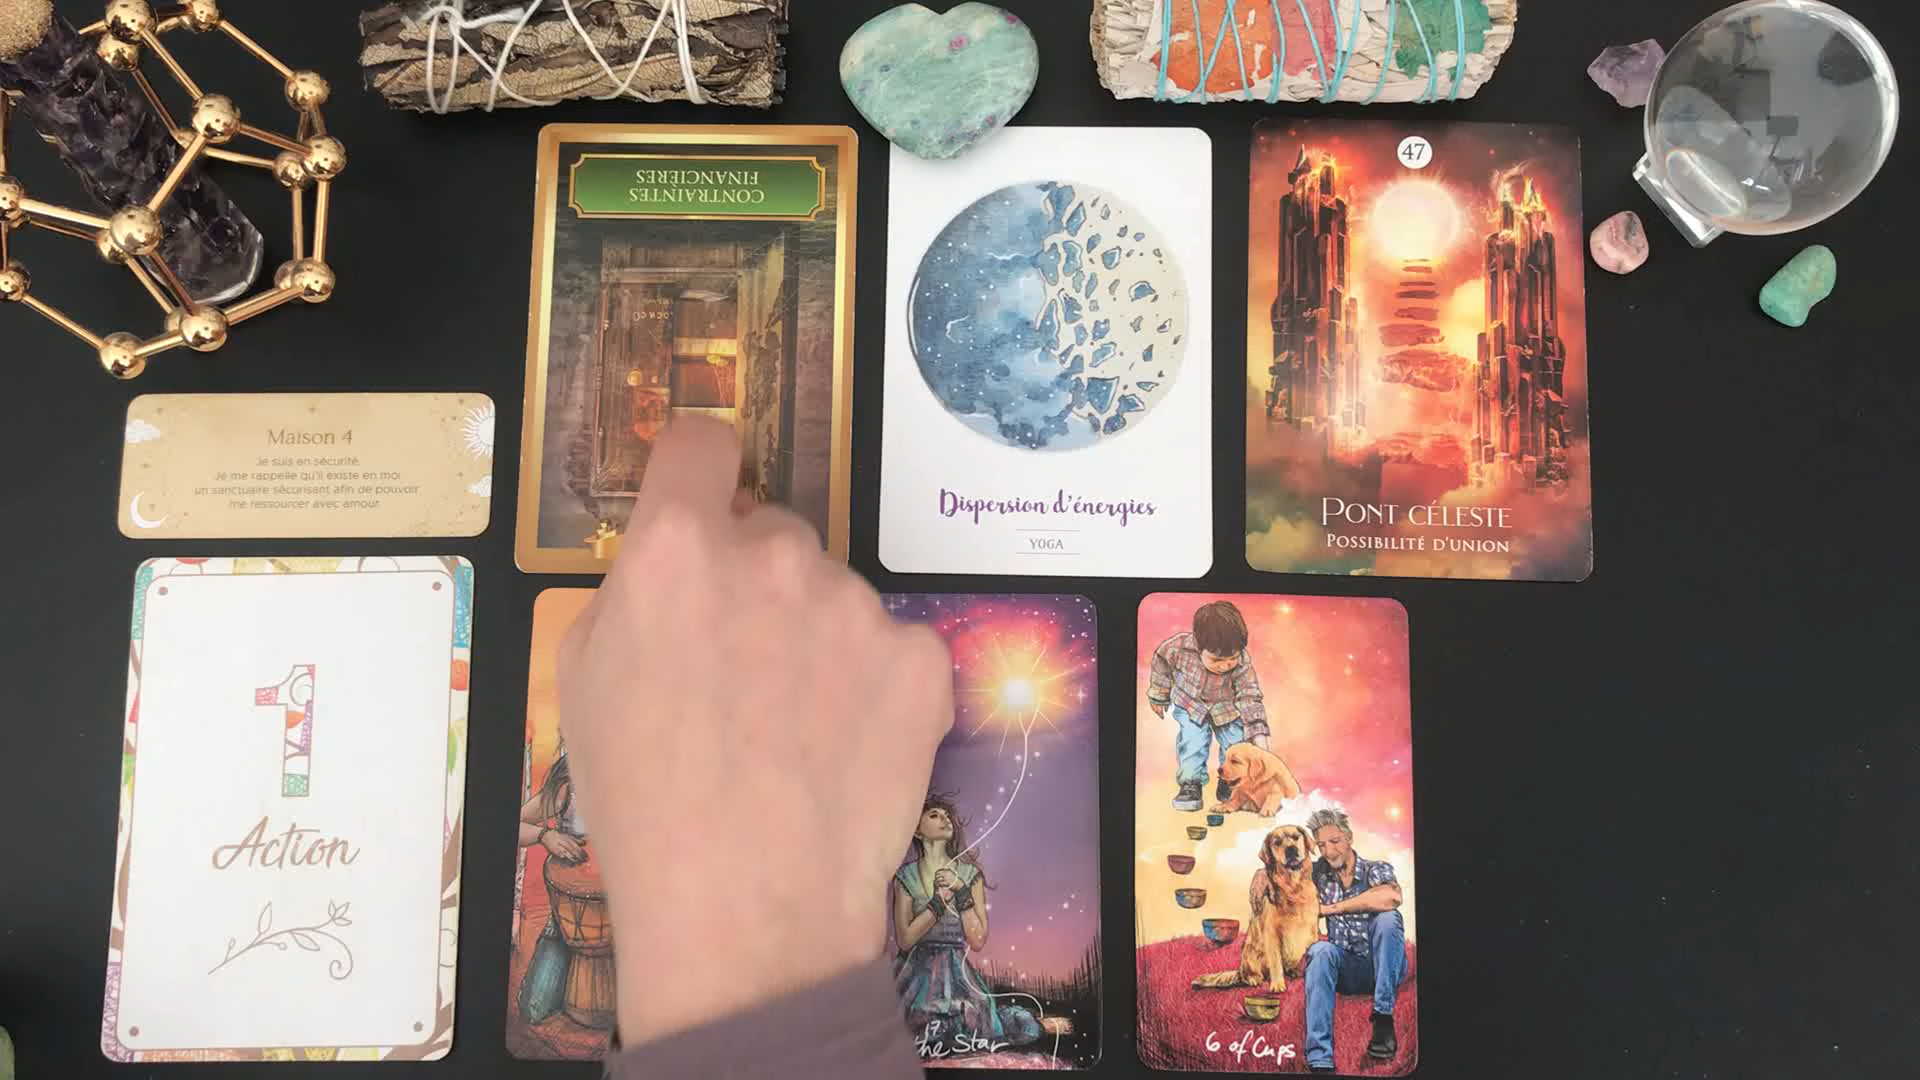 CONTRAINTES
FINANCIÈRES
47
Maison 4
Je suis en sécurité.
Je me rappelle qu'il existe en moi
un sanctuaire sécurisant afin de pouvoir
me ressourcer avec amour.
Dispersion d'énergies
YOGA
PONT CÉLESTE
POSSIBILITÉ D'UNION
1
Action
17
the Star
6 of Cups